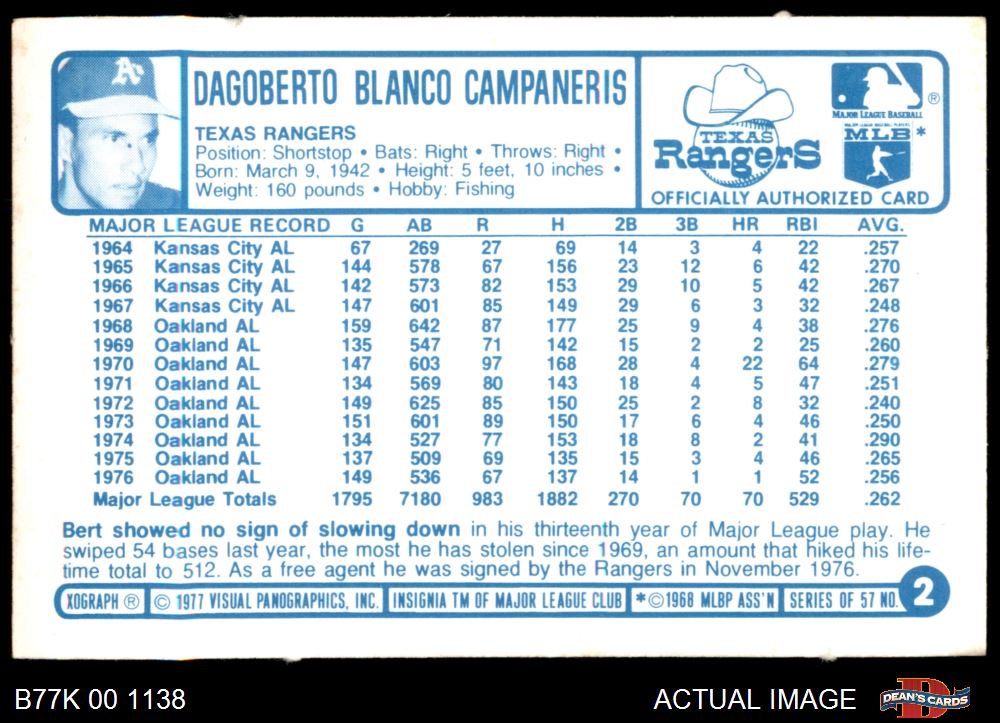 A's
DAGOBERTO BLANCO CAMPANERIS
TEXAS RANGERS
Position: Shortstop • Bats: Right • Throws: Right •
Born: March 9, 1942 • Height: 5 feet, 10 inches •
Weight: 160 pounds • Hobby: Fishing
TEXAS
RangerS
®
MAJOR LEAGUE BASEBALL
MAJOR LEAGUE BASEBALL PLAYERS
MLB*
OFFICIALLY AUTHORIZED CARD
MAJOR LEAGUE RECORD G AB R H 2B 3B HR RBI AVG.
1964 Kansas City AL 67 269 27 69 14 3 4 22 .257
1965 Kansas City AL 144 578 67 156 23 12 6 42 .270
1966 Kansas City AL 142 573 82 153 29 10 5 42 .267
1967 Kansas City AL 147 601 85 149 29 6 3 32 .248
1968 Oakland AL 159 642 87 177 25 9 4 38 .276
1969 Oakland AL 135 547 71 142 15 2 2 25 .260
1970 Oakland AL 147 603 97 168 28 4 22 64 .279
1971 Oakland AL 134 569 80 143 18 4 5 47 .251
1972 Oakland AL 149 625 85 150 25 2 8 32 .240
1973 Oakland AL 151 601 89 150 17 6 4 46 .250
1974 Oakland AL 134 527 77 153 18 8 2 41 .290
1975 Oakland AL 137 509 69 135 15 3 4 46 .265
1976 Oakland AL 149 536 67 137 14 1 1 52 .256
Major League Totals 1795 7180 983 1882 270 70 70 529 .262
Bert showed no sign of slowing down in his thirteenth year of Major League play. He
swiped 54 bases last year, the most he has stolen since 1969, an amount that hiked his life-
time total to 512. As a free agent he was signed by the Rangers in November 1976.
XOGRAPH ® © 1977 VISUAL PANOGRAPHICS, INC. INSIGNIA TM OF MAJOR LEAGUE CLUB *©1968 MLBP ASS'N SERIES OF 57 NO. 2
B77K 00 1138 ACTUAL IMAGE DEAN'S CARDS